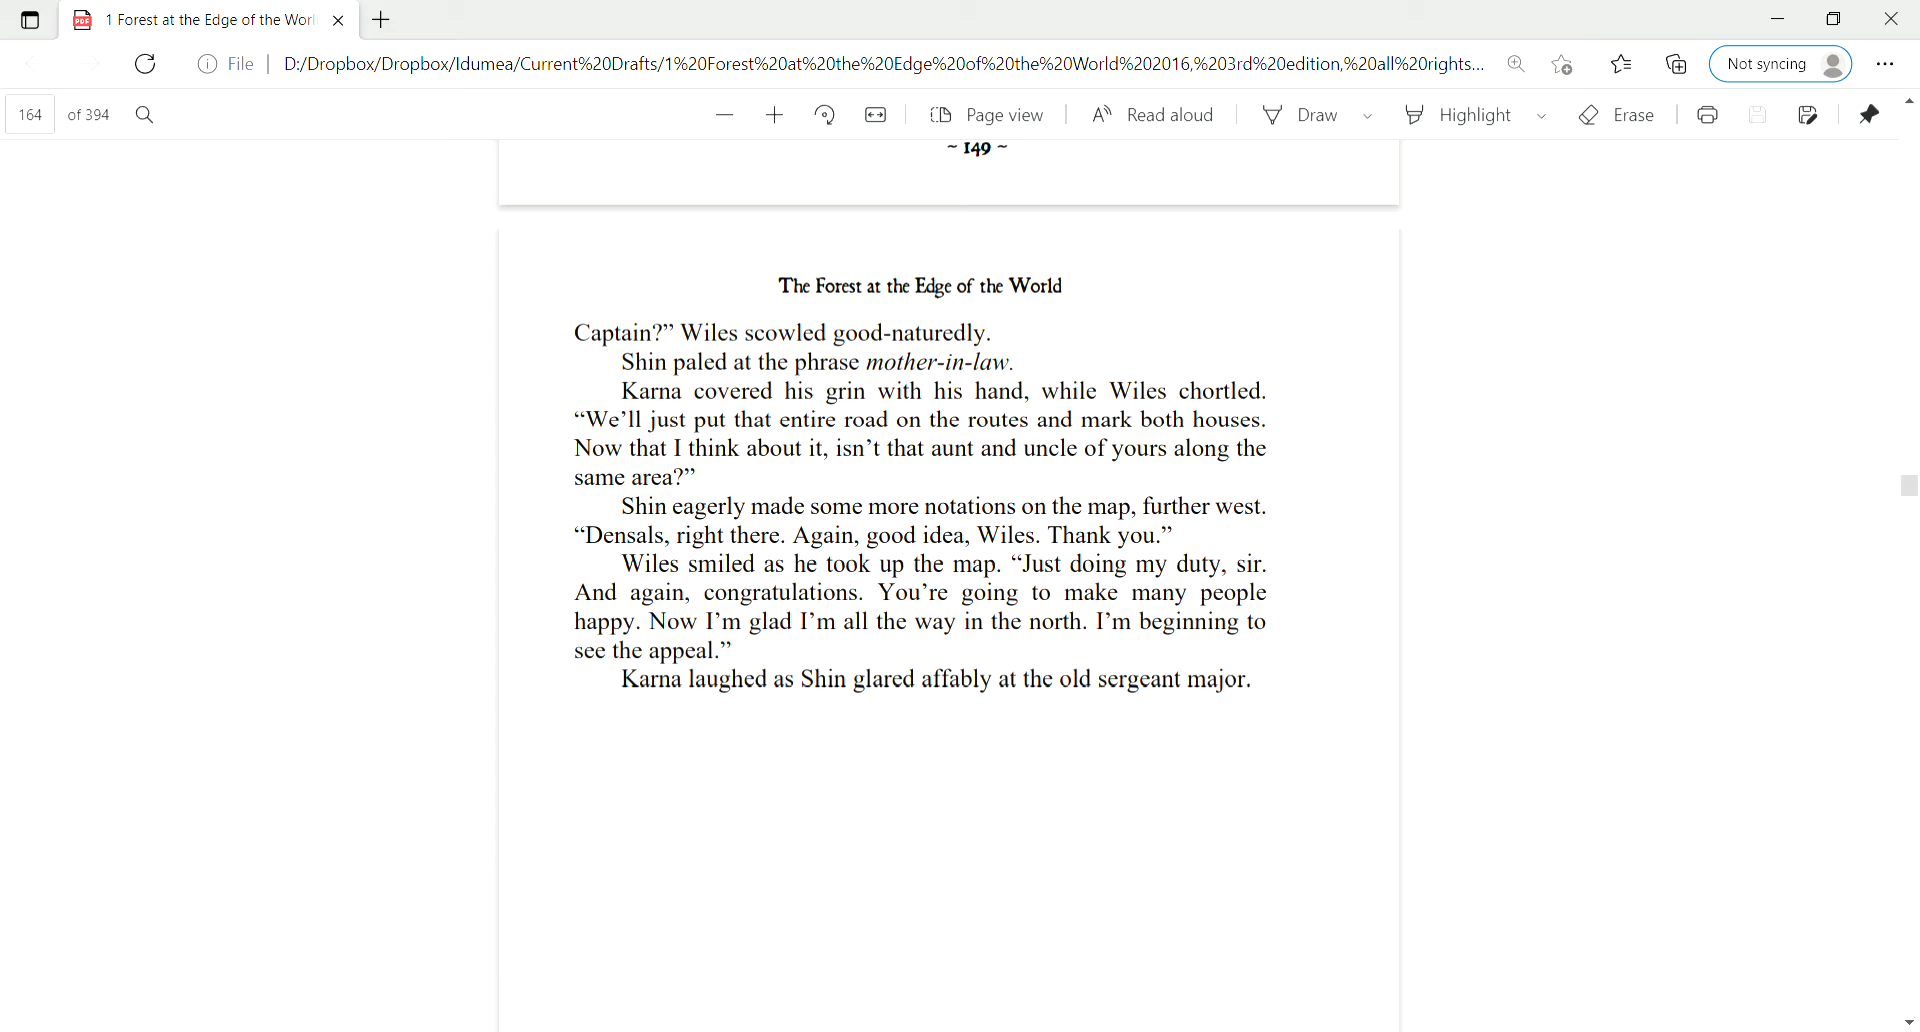 1 Forest at the Edge of the Worl
File
D:/Dropbox/Dropbox/Idumea/Current%20Drafts/1%20Forest%20at%20the%20Edge%20of%20the%20World%202016,%203rd%20edition,%20all%20rights...
Not syncing
164 of 394
Page view
Read aloud
Draw
Highlight
Erase
~ 149 ~
The Forest at the Edge of the World
Captain?” Wiles scowled good-naturedly.
Shin paled at the phrase mother-in-law.
Karna covered his grin with his hand, while Wiles chortled.
“We’ll just put that entire road on the routes and mark both houses.
Now that I think about it, isn’t that aunt and uncle of yours along the
same area?”
Shin eagerly made some more notations on the map, further west.
“Densals, right there. Again, good idea, Wiles. Thank you.”
Wiles smiled as he took up the map. “Just doing my duty, sir.
And again, congratulations. You’re going to make many people
happy. Now I’m glad I’m all the way in the north. I’m beginning to
see the appeal.”
Karna laughed as Shin glared affably at the old sergeant major.